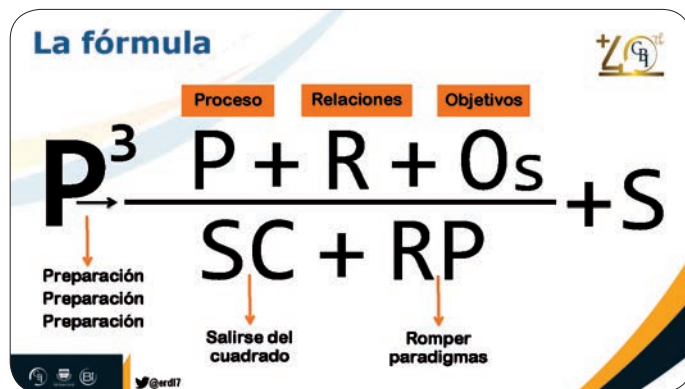 La fórmula
Proceso Relaciones Objetivos
P³ → P + R + Os
SC + RP
+ S
Preparación
Preparación
Preparación
Salirse del
cuadrado
Romper
paradigmas
@erdl7